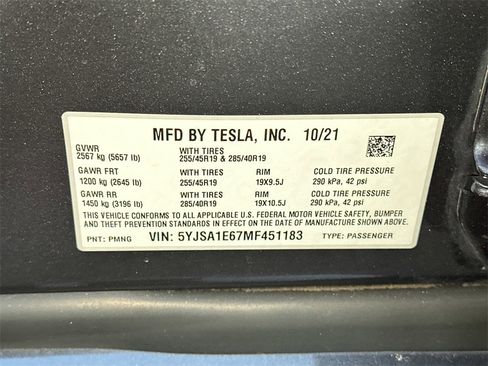 MFD BY TESLA, INC. 10/21
GVWR WITH TIRES
2567 kg (5657 lb) 255/45R19 & 285/40R19
GAWR FRT WITH TIRES RIM COLD TIRE PRESSURE
1200 kg (2645 lb) 255/45R19 19X9.5J 290 kPa, 42 psi
GAWR RR WITH TIRES RIM COLD TIRE PRESSURE
1450 kg (3196 lb) 285/40R19 19X10.5J 290 kPa, 42 psi
THIS VEHICLE CONFORMS TO ALL APPLICABLE U.S. FEDERAL MOTOR VEHICLE SAFETY, BUMPER
AND THEFT PREVENTION STANDARDS IN EFFECT ON THE DATE OF MANUFACTURE SHOWN ABOVE.
PNT: PMNG VIN: 5YJSA1E67MF451183 TYPE: PASSENGER